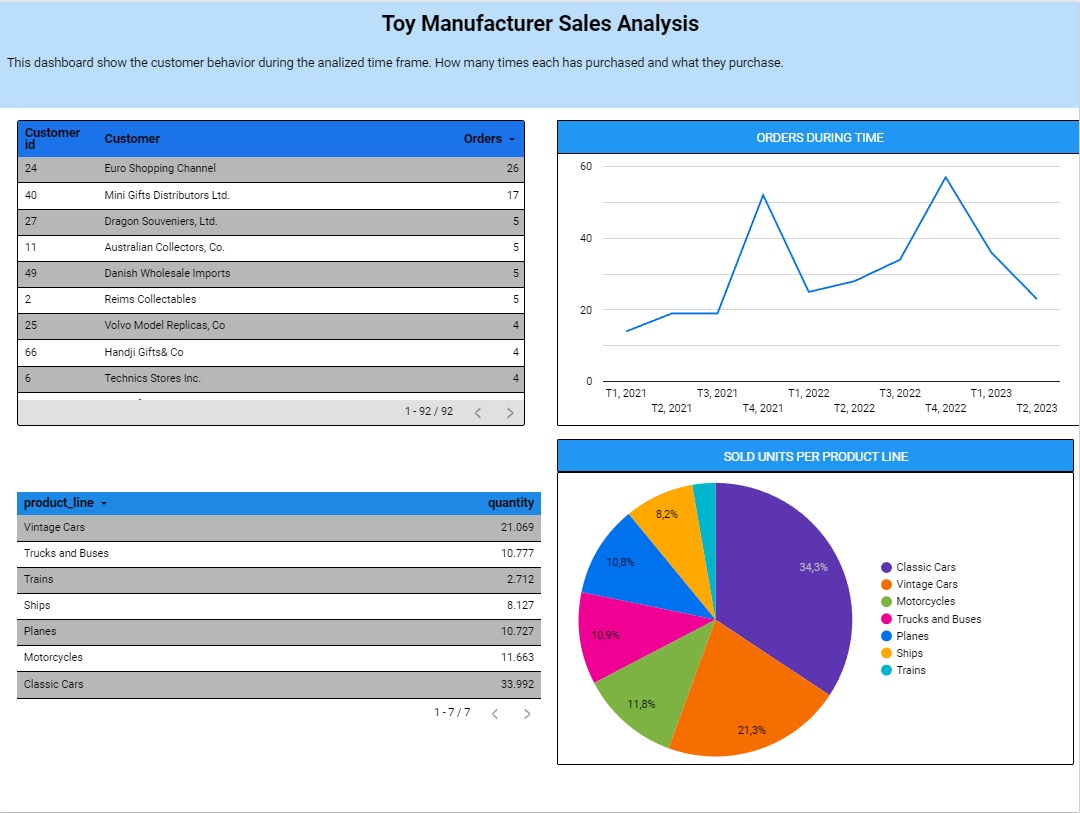 Toy Manufacturer Sales Analysis
This dashboard show the customer behavior during the analized time frame. How many times each has purchased and what they purchase.
Customer id Customer Orders
24 Euro Shopping Channel 26
40 Mini Gifts Distributors Ltd. 17
27 Dragon Souveniers, Ltd. 5
11 Australian Collectors, Co. 5
49 Danish Wholesale Imports 5
2 Reims Collectables 5
25 Volvo Model Replicas, Co 4
66 Handji Gifts& Co 4
6 Technics Stores Inc. 4
1 - 92 / 92
ORDERS DURING TIME
60
40
20
0
T1, 2021 T3, 2021 T1, 2022 T3, 2022 T1, 2023
T2, 2021 T4, 2021 T2, 2022 T4, 2022 T2, 2023
product_line quantity
Vintage Cars 21.069
Trucks and Buses 10.777
Trains 2.712
Ships 8.127
Planes 10.727
Motorcycles 11.663
Classic Cars 33.992
1 - 7 / 7
SOLD UNITS PER PRODUCT LINE
8,2%
10,8%
34,3%
10,9%
11,8%
21,3%
Classic Cars
Vintage Cars
Motorcycles
Trucks and Buses
Planes
Ships
Trains